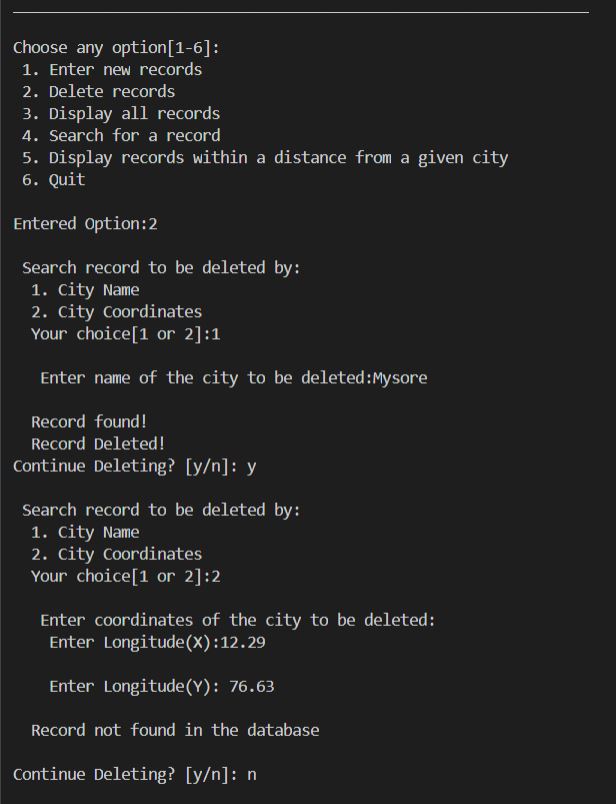 Choose any option[1-6]:
1. Enter new records
2. Delete records
3. Display all records
4. Search for a record
5. Display records within a distance from a given city
6. Quit
Entered Option:2
Search record to be deleted by:
1. City Name
2. City Coordinates
Your choice[1 or 2]:1
Enter name of the city to be deleted:Mysore
Record found!
Record Deleted!
Continue Deleting? [y/n]: y
Search record to be deleted by:
1. City Name
2. City Coordinates
Your choice[1 or 2]:2
Enter coordinates of the city to be deleted:
Enter Longitude(X):12.29
Enter Longitude(Y): 76.63
Record not found in the database
Continue Deleting? [y/n]: n